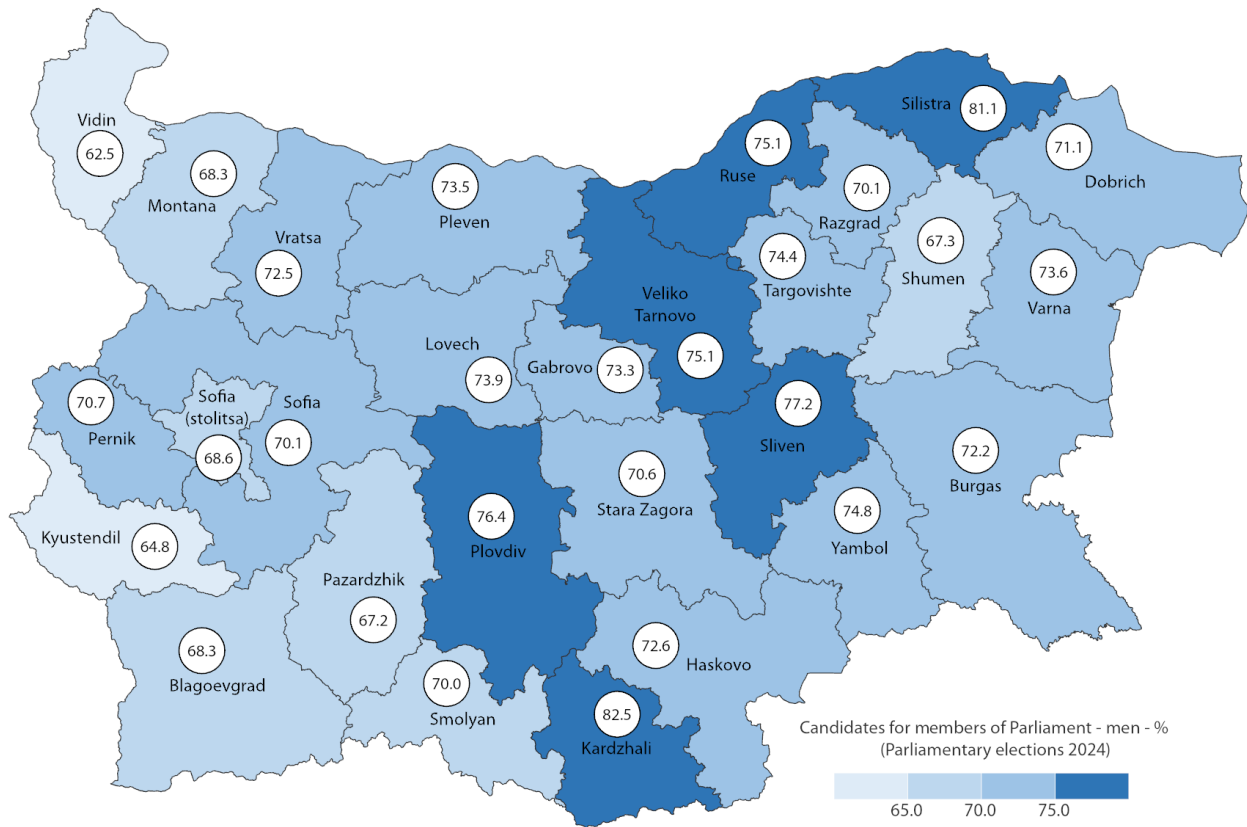 Vidin
62.5
68.3
Montana
Vratsa
72.5
73.5
Pleven
75.1
Ruse
Silistra
81.1
71.1
Dobrich
70.1
Razgrad
74.4
Targovishte
67.3
Shumen
73.6
Varna
Veliko
Tarnovo
75.1
Lovech
73.9
Gabrovo
73.3
70.7
Pernik
Sofia
(stolitsa)
68.6
Sofia
70.1
77.2
Sliven
72.2
Burgas
70.6
Stara Zagora
74.8
Yambol
76.4
Plovdiv
Kyustendil
64.8
Pazardzhik
67.2
68.3
Blagoevgrad
70.0
Smolyan
72.6
Haskovo
82.5
Kardzhali
Candidates for members of Parliament - men - %
(Parliamentary elections 2024)
65.0 70.0 75.0